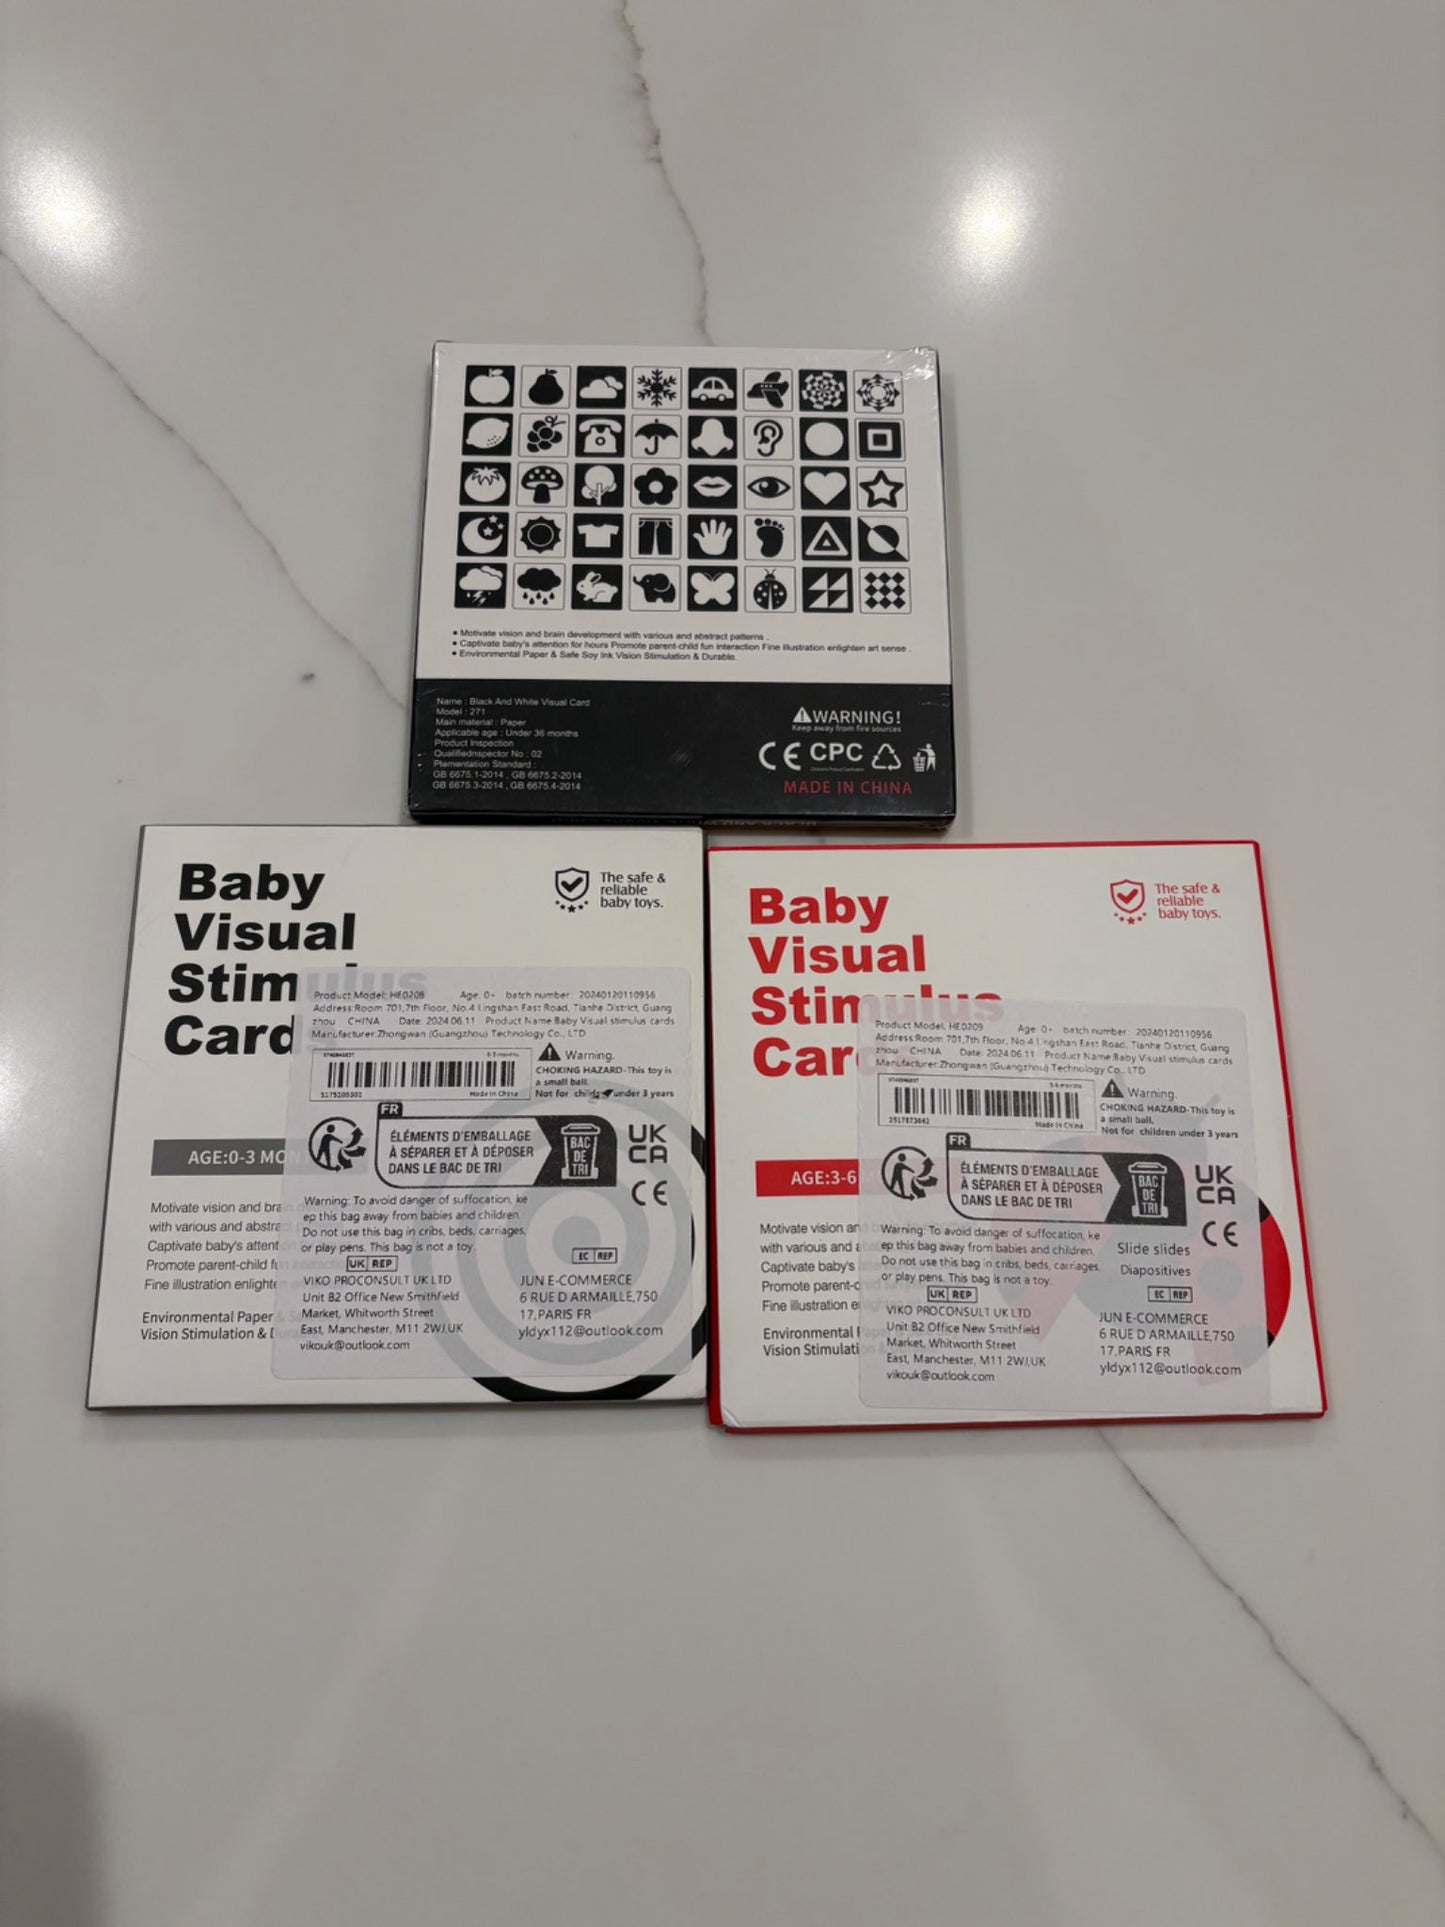 • Motivate vision and brain development with various and abstract patterns .
• Captivate baby's attention for hours Promote parent-child fun interaction Fine illustration enlighten art sense .
• Environmental Paper & Safe Soy Ink Vision Stimulation & Durable.
Name : Black And White Visual Card
Model : 271
Main material : Paper
Applicable age : Under 36 months
Product Inspection
QualifiedInspector No : 02
Plementation Standard :
GB 6675.1-2014 , GB 6675.2-2014
GB 6675.3-2014 , GB 6675.4-2014
WARNING!
Keep away from fire sources
CE CPC
MADE IN CHINA
Baby
Visual
Stimulus
Card
The safe &
reliable
baby toys.
Product Model: HE0208 Age: 0+ batch number: 20240120110956
Address:Room 701,7th Floor, No.4 Lingshan East Road, Tianhe District, Guang
zhou CHINA Date: 2024.06.11 Product Name:Baby Visual stimulus cards
Manufacturer:Zhongwan (Guangzhou) Technology Co., LTD
0-3 months
5175105301 Made in China
Warning.
CHOKING HAZARD-This toy is
a small ball.
Not for children under 3 years
FR
ÉLÉMENTS D'EMBALLAGE
À SÉPARER ET À DÉPOSER
DANS LE BAC DE TRI
BAC
DE
TRI
UK
CA
CE
AGE:0-3 MON
Motivate vision and brai
with various and abstrac
Captivate baby's attent
Promote parent-child fu
Fine illustration enlighte
Environmental Paper &
Vision Stimulation & D
Warning: To avoid danger of suffocation, ke
ep this bag away from babies and children.
Do not use this bag in cribs, beds, carriages,
or play pens. This bag is not a toy.
UK REP
VIKO PROCONSULT UK LTD
Unit B2 Office New Smithfield
Market, Whitworth Street
East, Manchester, M11 2WJ,UK
vikouk@outlook.com
EC REP
JUN E-COMMERCE
6 RUE D ARMAILLE,750
17,PARIS FR
yldyx112@outlook.com
Baby
Visual
Stimulus
Car
The safe &
reliable
baby toys.
Product Model: HE0209 Age: 0+ batch number: 20240120110956
Address:Room 701,7th Floor, No.4 Lingshan East Road, Tianhe District, Guang
zhou CHINA Date: 2024.06.11 Product Name:Baby Visual stimulus cards
Manufacturer:Zhongwan (Guangzhou) Technology Co., LTD
3-6 months
2517873642 Made In China
Warning.
CHOKING HAZARD-This toy is
a small ball.
Not for children under 3 years
FR
ÉLÉMENTS D'EMBALLAGE
À SÉPARER ET À DÉPOSER
DANS LE BAC DE TRI
BAC
DE
TRI
UK
CA
CE
AGE:3-6
Motivate vision an
with various and a
Captivate baby's
Promote parent-c
Fine illustration e
Environmental P
Vision Stimulati
Warning: To avoid danger of suffocation, ke
ep this bag away from babies and children.
Do not use this bag in cribs, beds, carriages,
or play pens. This bag is not a toy.
Slide slides
Diapositives
UK REP
VIKO PROCONSULT UK LTD
Unit B2 Office New Smithfield
Market, Whitworth Street
East, Manchester, M11 2WJ,UK
vikouk@outlook.com
EC REP
JUN E-COMMERCE
6 RUE D ARMAILLE,750
17,PARIS FR
yldyx112@outlook.com